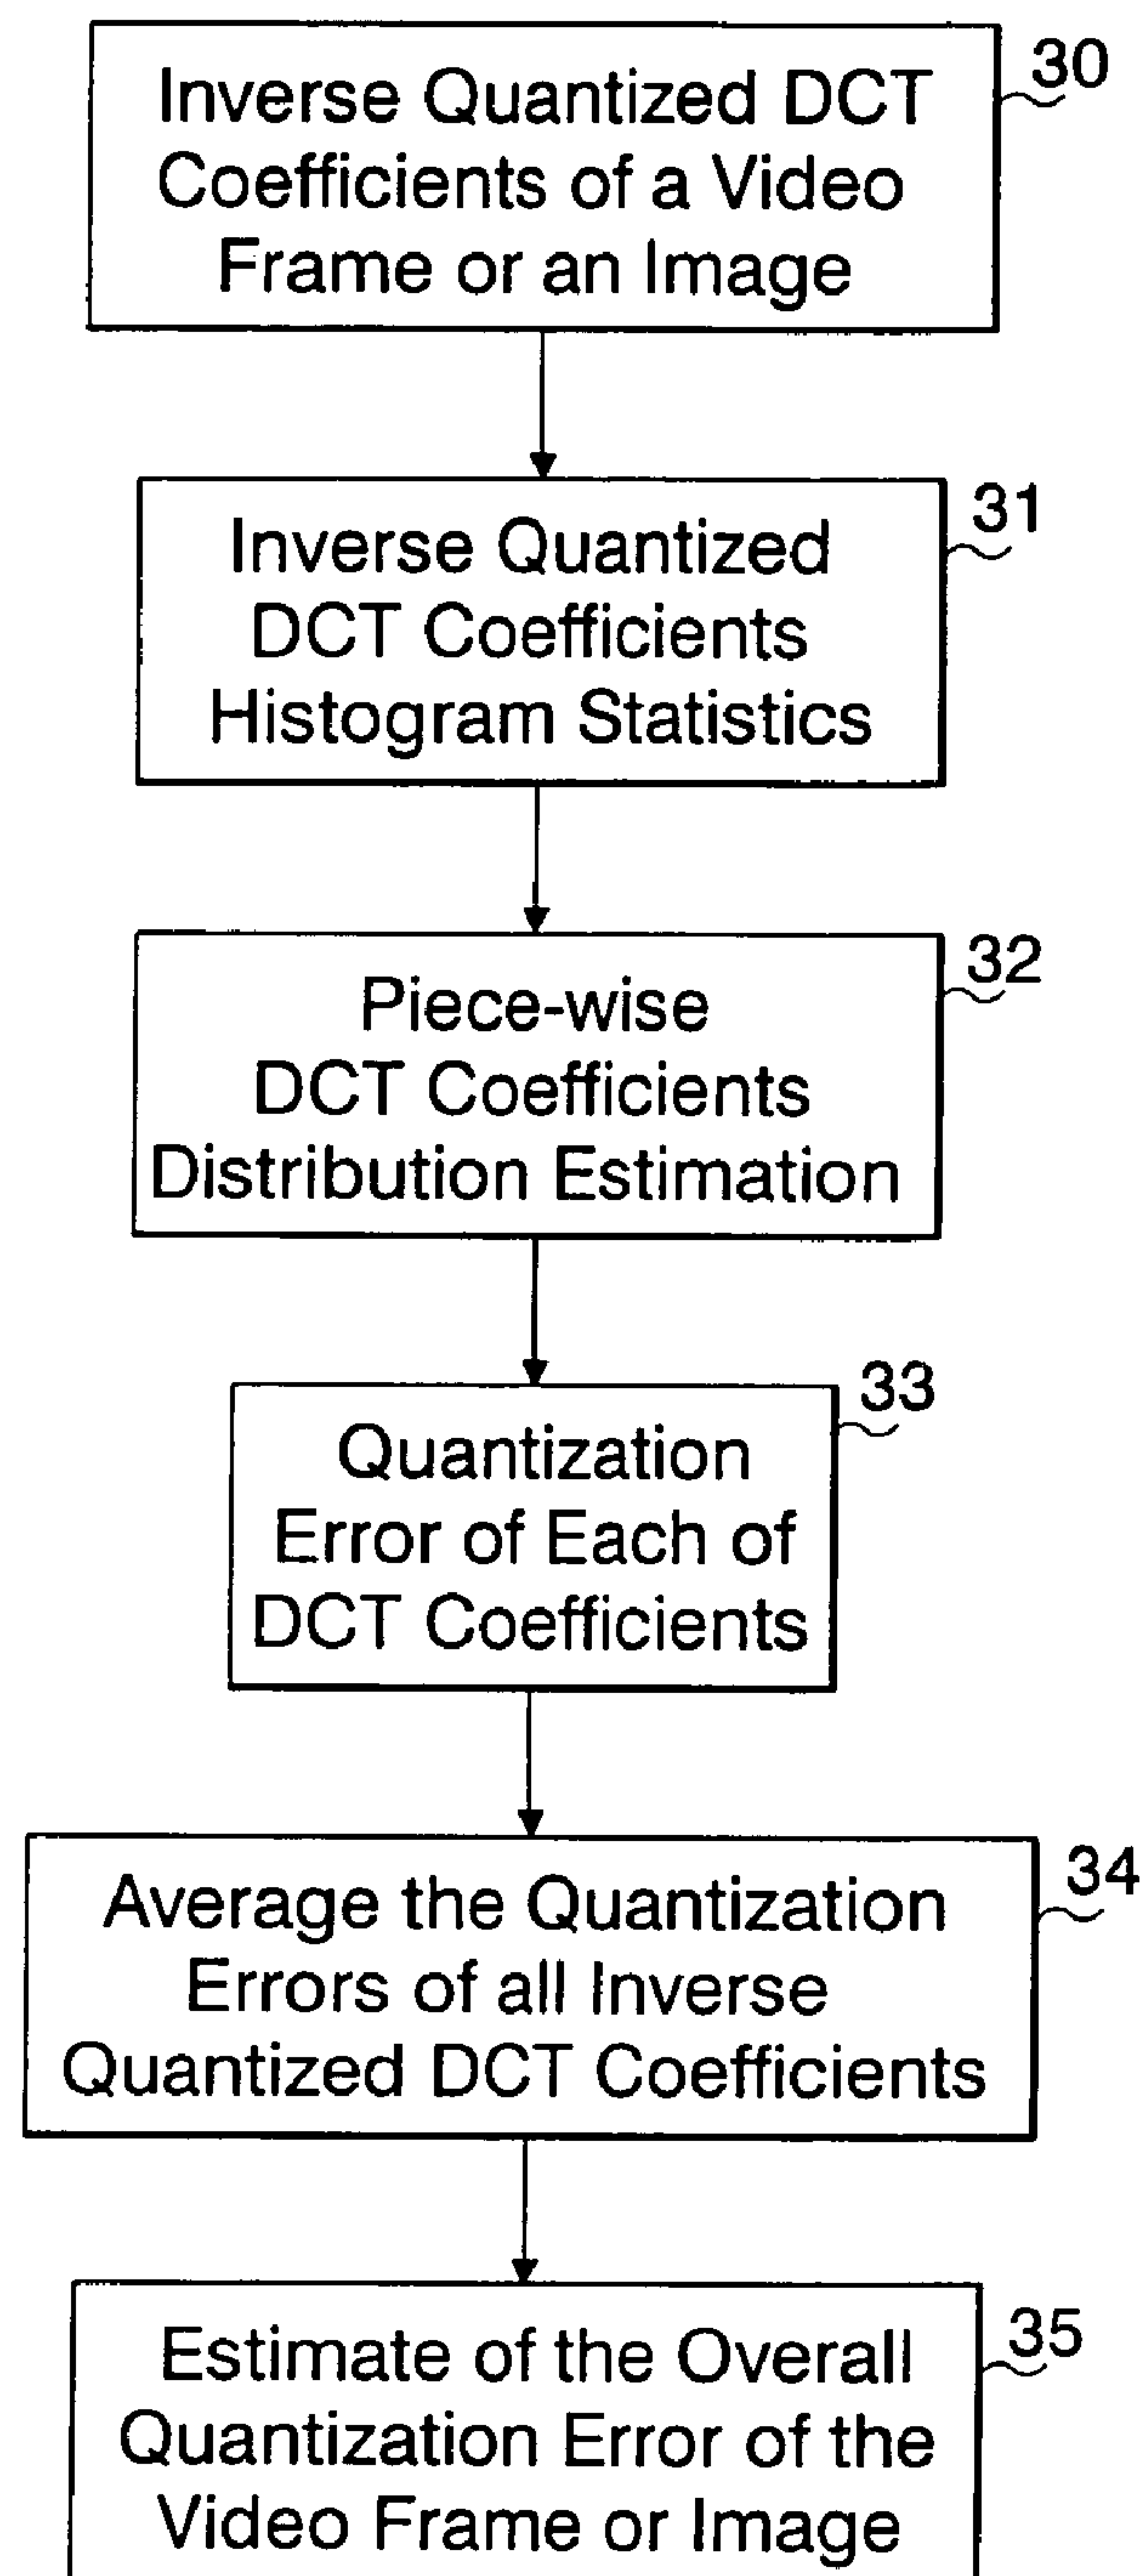 30
Inverse Quantized DCT
Coefficients of a Video
Frame or an Image
31
Inverse Quantized
DCT Coefficients
Histogram Statistics
32
Piece-wise
DCT Coefficients
Distribution Estimation
33
Quantization
Error of Each of
DCT Coefficients
34
Average the Quantization
Errors of all Inverse
Quantized DCT Coefficients
35
Estimate of the Overall
Quantization Error of the
Video Frame or Image